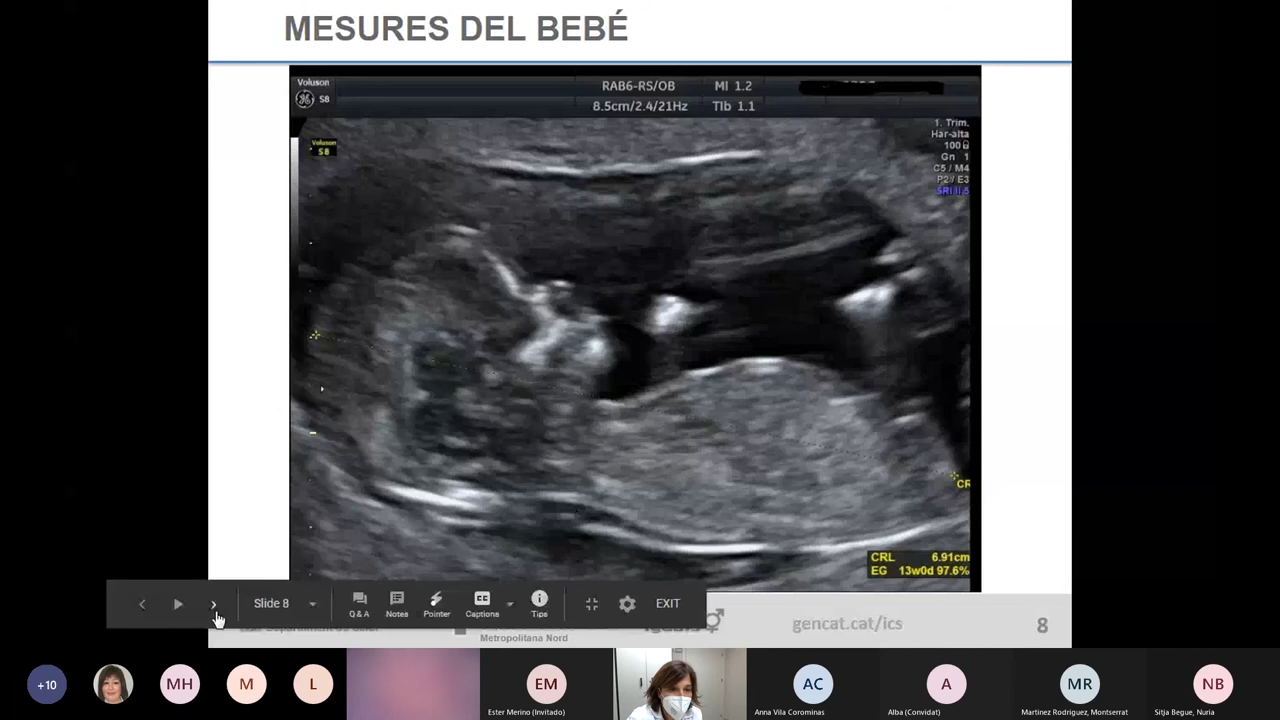 MESURES DEL BEBÉ
Voluson
S8
RAB6-RS/OB
MI 1.2
8.5cm/2.4/21Hz
TIb 1.1
Voluson
S8
1. Trim.
Har-alta
100
Gn 1
C5 / M4
P2 / E3
SRI II 5
CR
CRL 6.91cm
EG 13w0d 97.6%
Slide 8
Q & A
Notes
Pointer
CC
Captions
Tips
EXIT
Metropolitana Nord
gencat.cat/ics
8
+10
MH
M
L
EM
Ester Merino (Invitado)
AC
Anna Vila Corominas
A
Alba (Convidat)
MR
Martinez Rodriguez, Montserrat
NB
Sitja Begue, Nuria